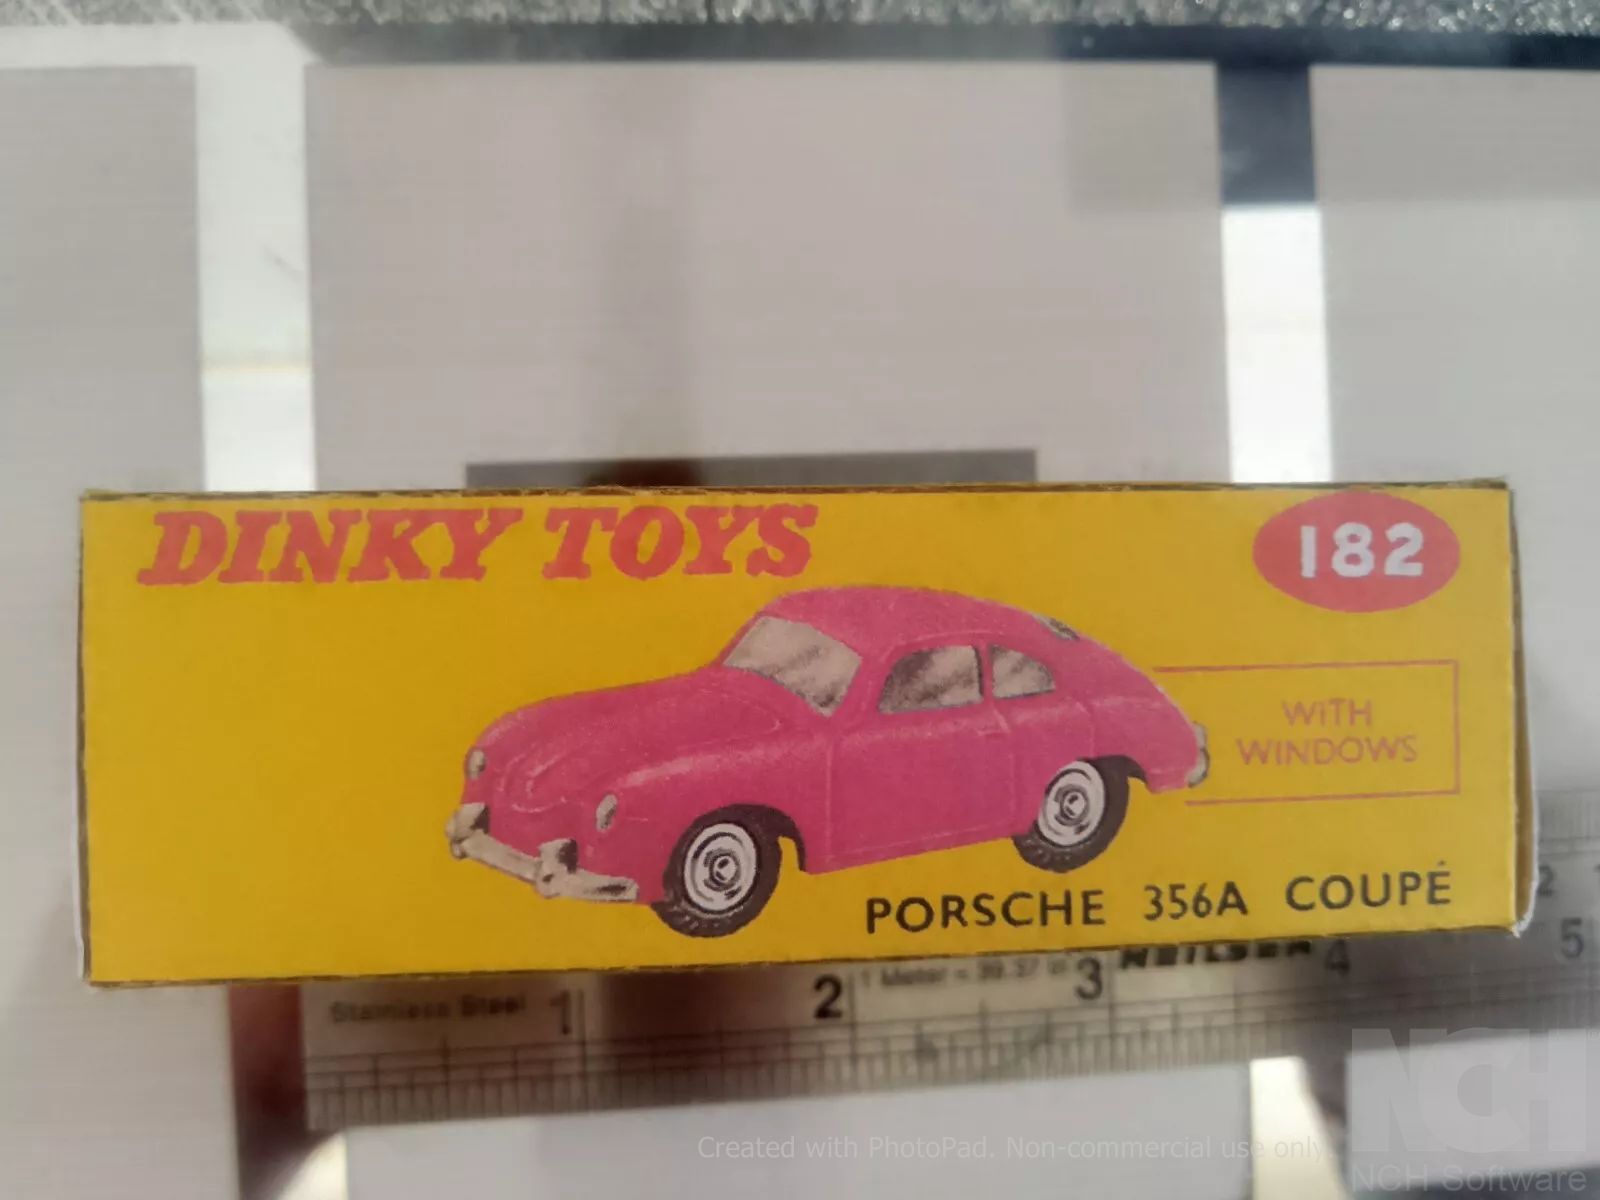 DINKY TOYS
182
WITH
WINDOWS
PORSCHE 356A COUPÉ
Stainless Steel 1 2 1 Meter = 39.37 3 4 5
2
Created with PhotoPad. Non-commercial use only.
NCH
NCH Software